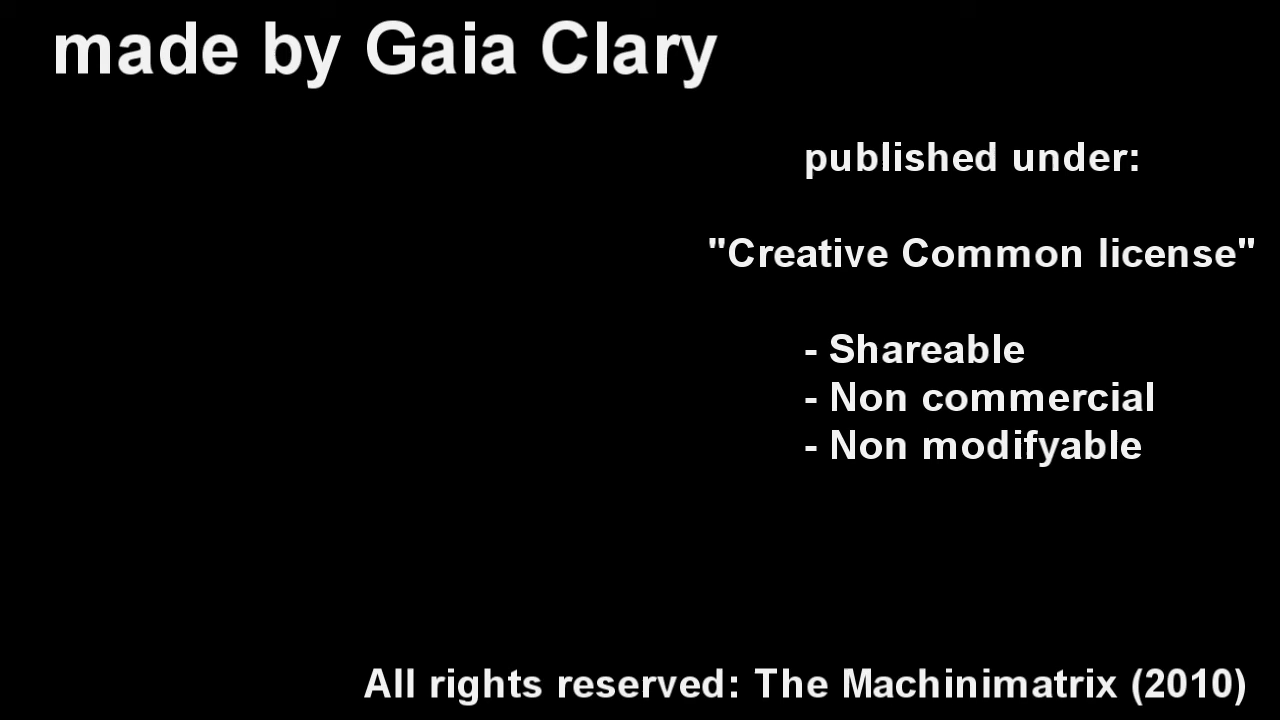 made by Gaia Clary
published under:
"Creative Common license"
- Shareable
- Non commercial
- Non modifyable
All rights reserved: The Machinimatrix (2010)